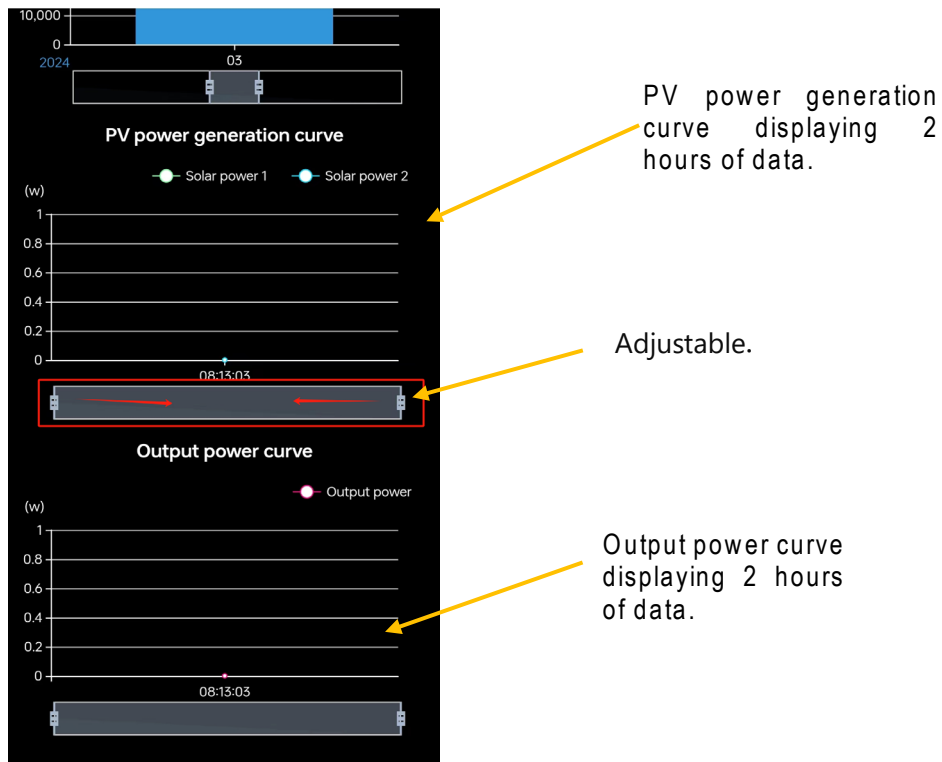 10,000
0
2024
03
PV power generation curve
Solar power 1
Solar power 2
(w)
1
0.8
0.6
0.4
0.2
0
08:13:03
Output power curve
Output power
(w)
1
0.8
0.6
0.4
0.2
0
08:13:03
PV power generation
curve displaying 2
hours of data.
Adjustable.
Output power curve
displaying 2 hours
of data.